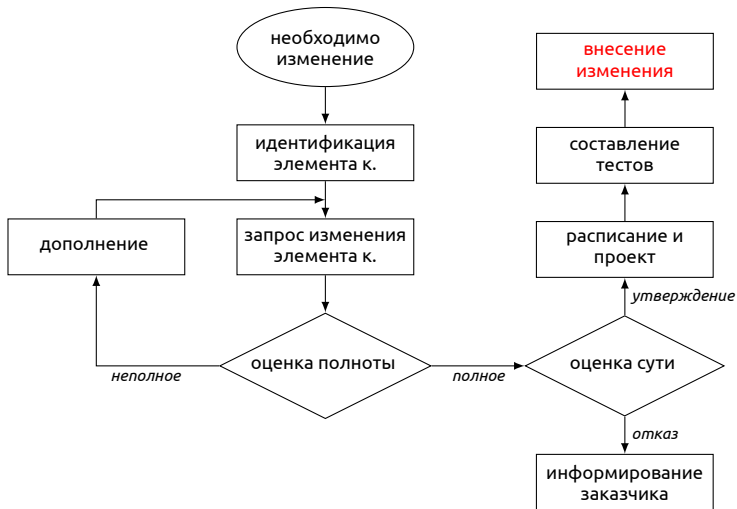 необходимо
изменение
внесение
изменения
идентификация
элемента к.
составление
тестов
дополнение
запрос изменения
элемента к.
расписание и
проект
утверждение
оценка полноты
оценка сути
неполное
полное
отказ
информирование
заказчика